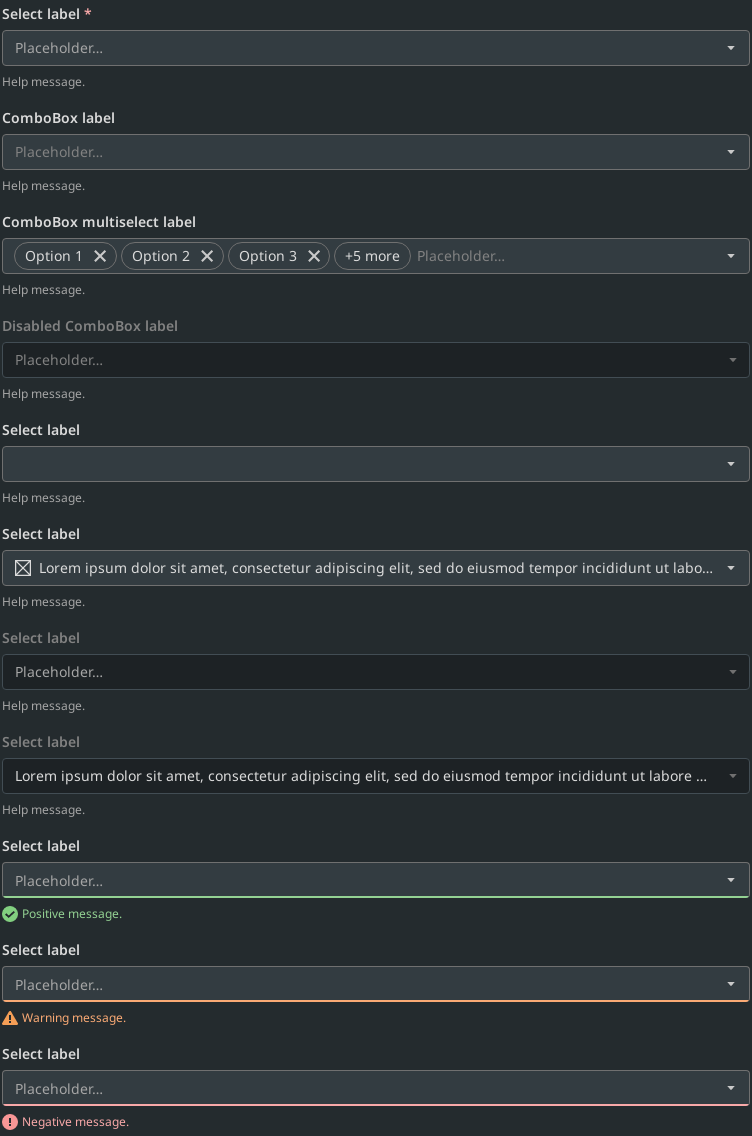 Select label *
Placeholder...
Help message.
ComboBox label
Placeholder...
Help message.
ComboBox multiselect label
Option 1 Option 2 Option 3 +5 more Placeholder...
Help message.
Disabled ComboBox label
Placeholder...
Help message.
Select label
Help message.
Select label
Lorem ipsum dolor sit amet, consectetur adipiscing elit, sed do eiusmod tempor incididunt ut labo...
Help message.
Select label
Placeholder...
Help message.
Select label
Lorem ipsum dolor sit amet, consectetur adipiscing elit, sed do eiusmod tempor incididunt ut labore ...
Help message.
Select label
Placeholder...
Positive message.
Select label
Placeholder...
Warning message.
Select label
Placeholder...
Negative message.